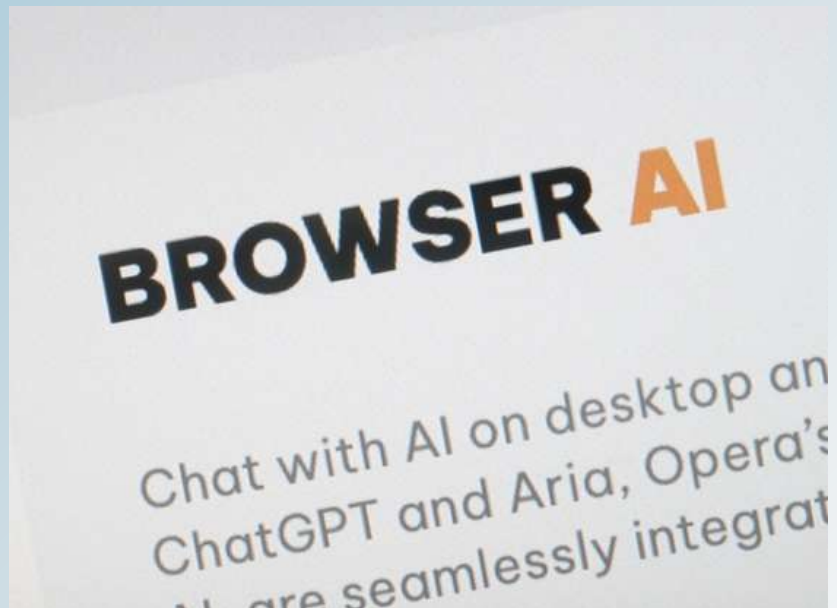 BROWSER AI
Chat with AI on desktop an
ChatGPT and Aria, Opera's
are seamlessly integrat